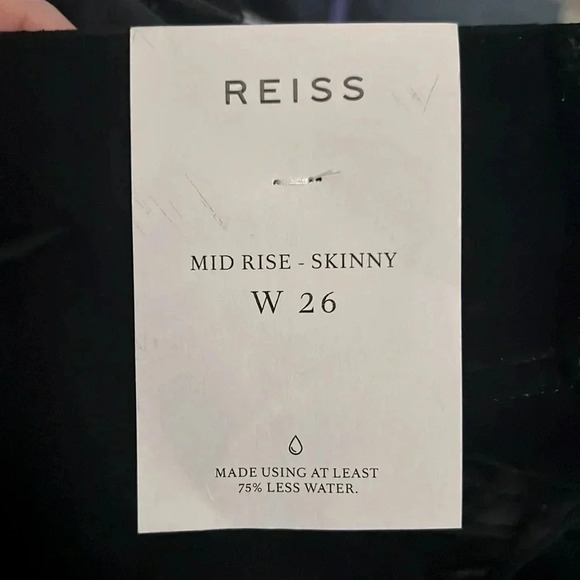 REISS
MID RISE - SKINNY
W 26
MADE USING AT LEAST
75% LESS WATER.